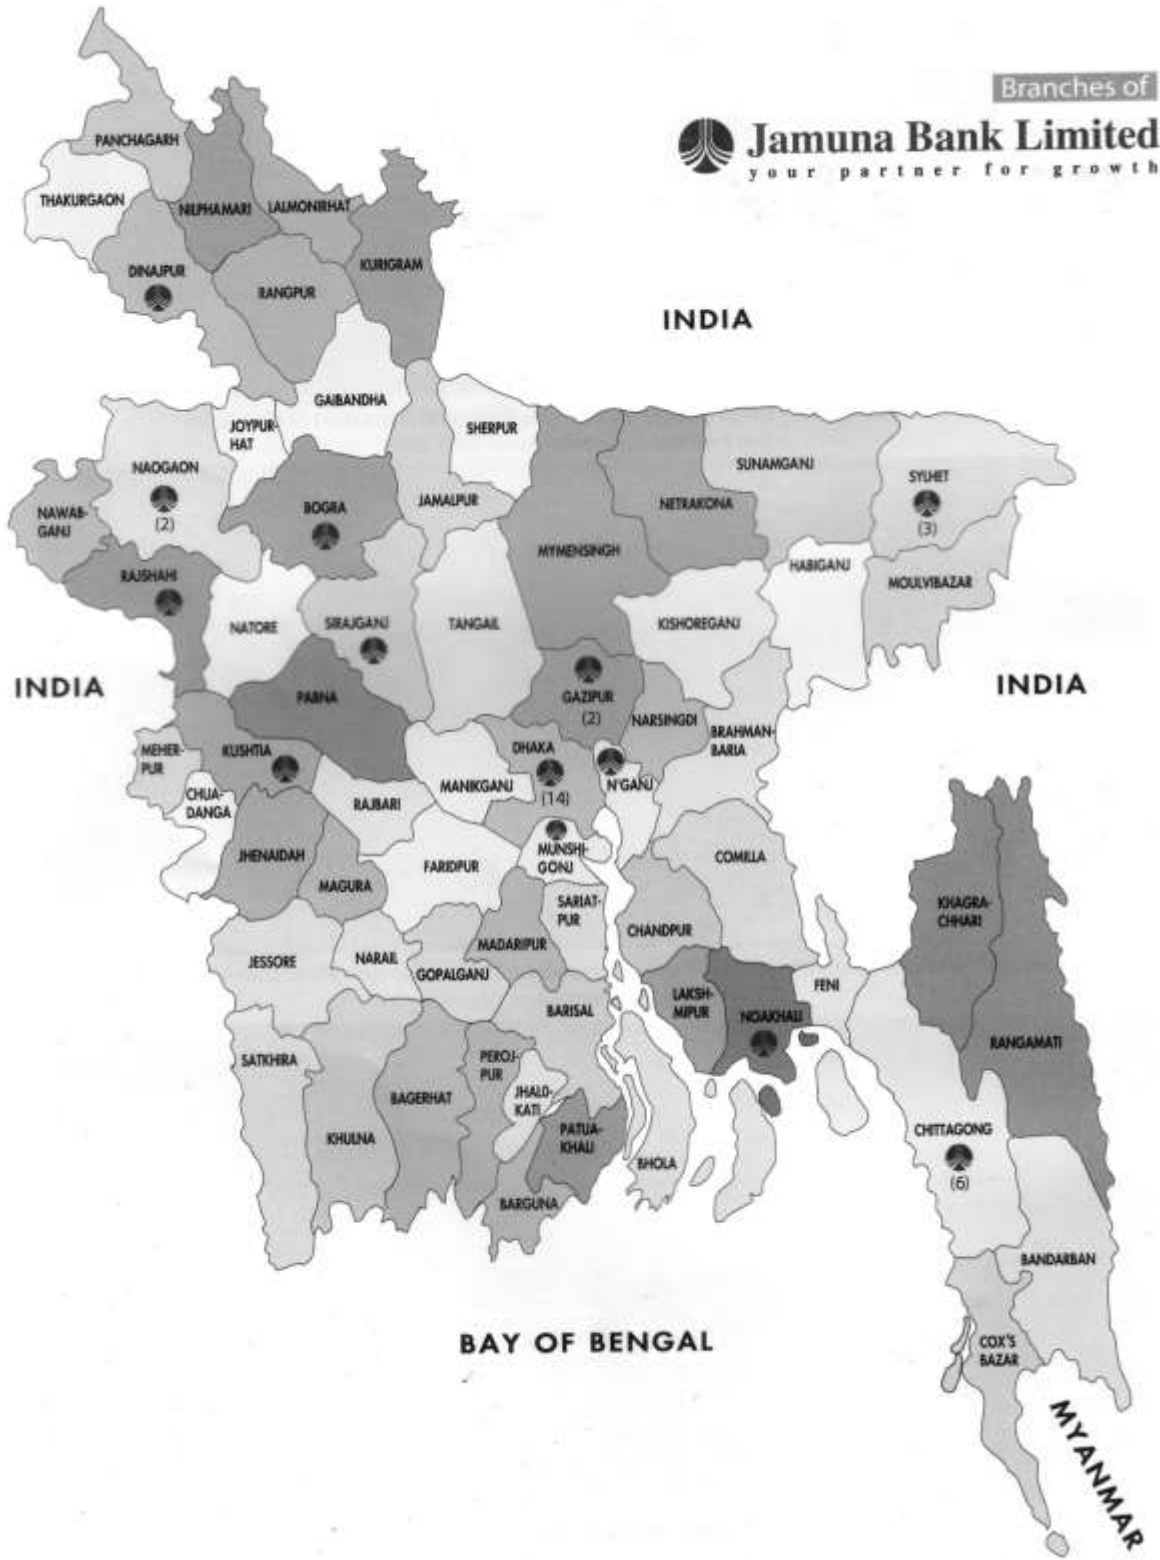 Branches of
Jamuna Bank Limited
your partner for growth
PANCHAGARH
THAKURGAON
NILPHAMARI
LALMONIRHAT
DINAJPUR
RANGPUR
KURIGRAM
INDIA
GAIBANDHA
JOYPUR-
HAT
SHERPUR
NAOGAON
(2)
NAWAB-
GANJ
BOGRA
JAMALPUR
MYMENSINGH
NETRAKONA
SUNAMGANJ
SYLHET
(3)
RAJSHAHI
HABIGANJ
MOULVIBAZAR
NATORE
SIRAJGANJ
TANGAIL
KISHOREGANJ
INDIA
INDIA
PABNA
GAZIPUR
(2)
NARSINGDI
BRAHMAN-
BARIA
MEHER-
PUR
KUSHTIA
DHAKA
(14)
N'GANJ
CHUA-
DANGA
RAJBARI
MANIKGANJ
MUNSHI-
GONJ
JHENAIDAH
MAGURA
FARIDPUR
COMILLA
SARIAT-
PUR
CHANDPUR
KHAGRA-
CHHARI
JESSORE
NARAIL
GOPALGANJ
MADARIPUR
BARISAL
LAKSH-
MIPUR
NOAKHALI
FENI
RANGAMATI
SATKHIRA
KHULNA
BAGERHAT
PEROJ-
PUR
JHALO-
KATI
PATUA-
KHALI
BHOLA
BARGUNA
CHITTAGONG
(6)
BANDARBAN
COX'S
BAZAR
BAY OF BENGAL
MYANMAR